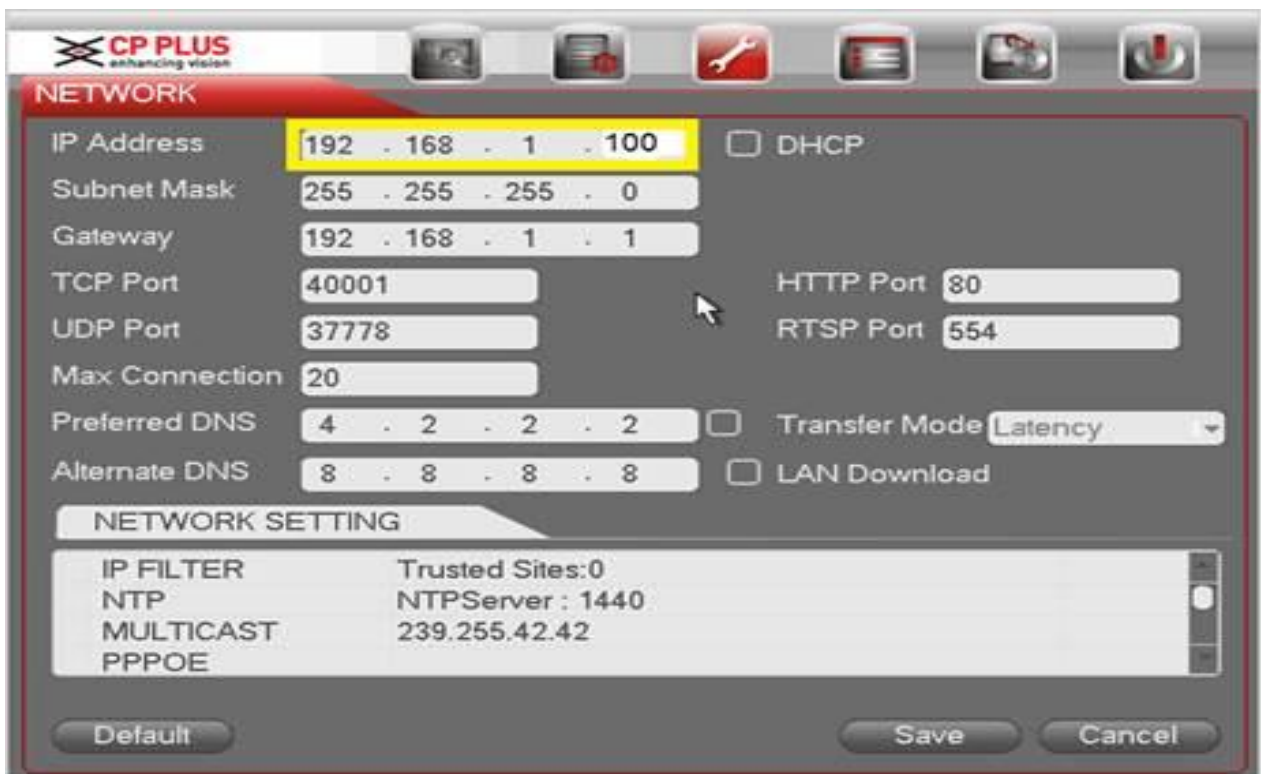 CP PLUS
enhancing vision
NETWORK
IP Address 192 . 168 . 1 . 100 DHCP
Subnet Mask 255 . 255 . 255 . 0
Gateway 192 . 168 . 1 . 1
TCP Port 40001 HTTP Port 80
UDP Port 37778 RTSP Port 554
Max Connection 20
Preferred DNS 4 . 2 . 2 . 2 Transfer Mode Latency
Alternate DNS 8 . 8 . 8 . 8 LAN Download
NETWORK SETTING
IP FILTER Trusted Sites:0
NTP NTPServer : 1440
MULTICAST 239.255.42.42
PPPOE
Default Save Cancel